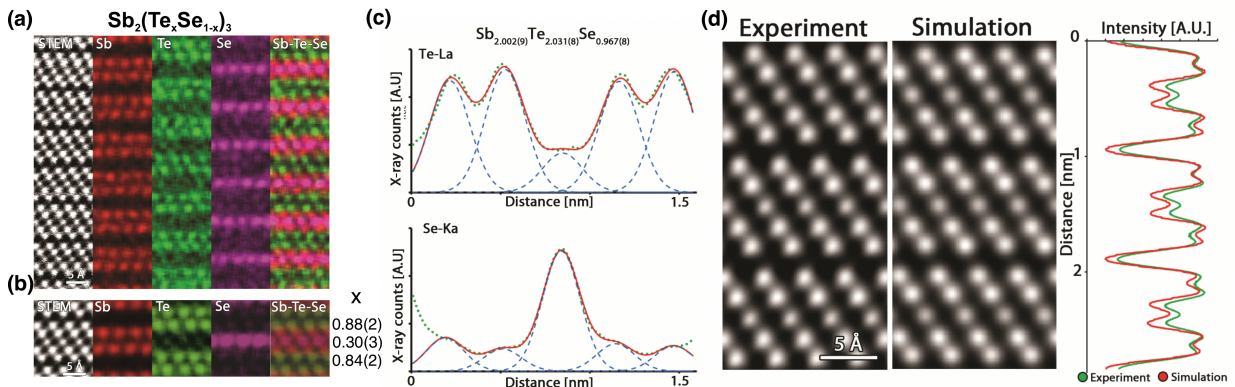 (a)
Sb2(TexSe1-x)3
STEM
Sb
Te
Se
Sb-Te-Se
5 Å
(b)
STEM
Sb
Te
Se
Sb-Te-Se
5 Å
x
0.88(2)
0.30(3)
0.84(2)
(c)
Sb2.002(9)Te2.031(8)Se0.967(8)
Te-La
X-ray counts [A.U]
0
Distance [nm]
1.5
Se-Ka
X-ray counts [A.U]
0
Distance [nm]
1.5
(d)
Experiment
Simulation
5 Å
Intensity [A.U.]
0
1
2
Distance [nm]
Experiment
Simulation